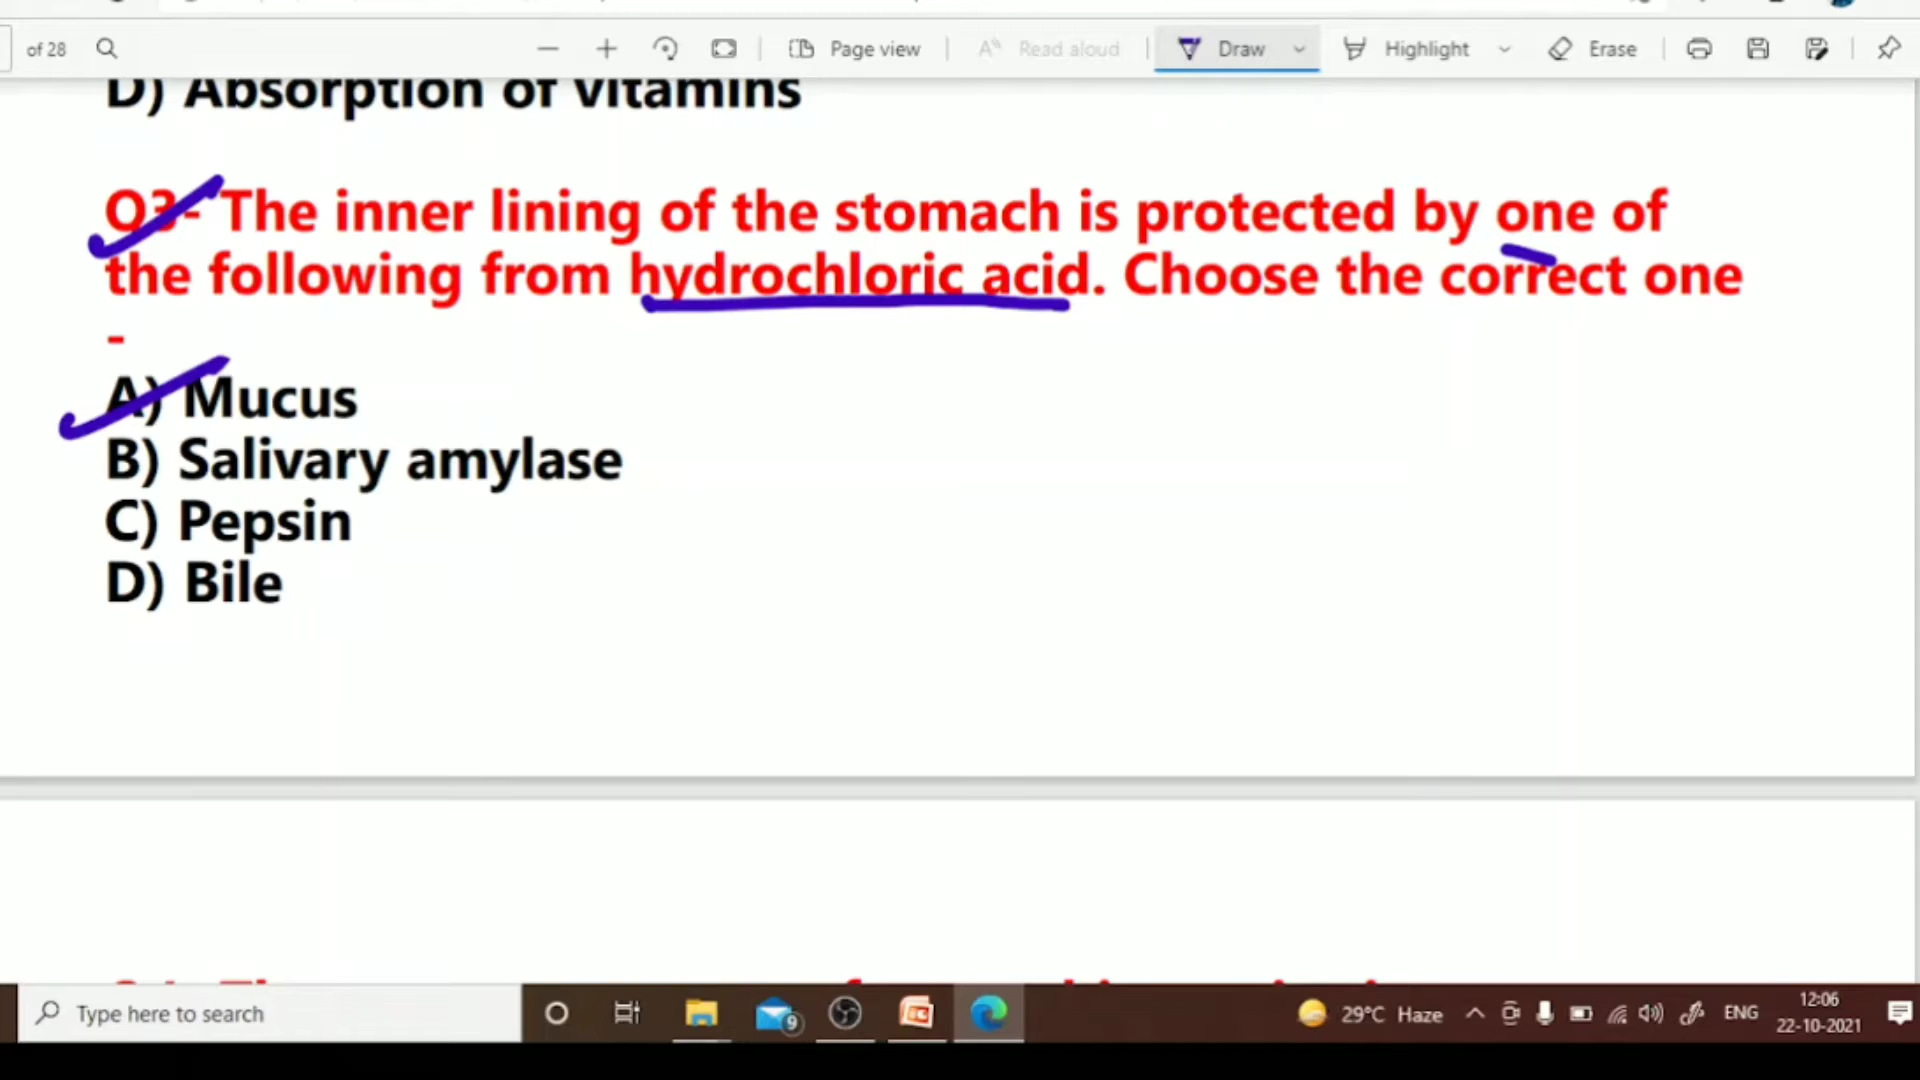 of 28
Page view
Read aloud
Draw
Highlight
Erase
D) Absorption of vitamins
Q3- The inner lining of the stomach is protected by one of
the following from hydrochloric acid. Choose the correct one
-
A) Mucus
B) Salivary amylase
C) Pepsin
D) Bile
Type here to search
9
29°C Haze
ENG
12:06
22-10-2021